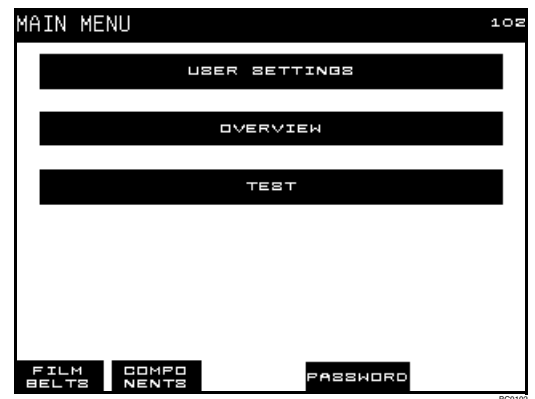 MAIN MENU 102
USER SETTINGS
OVERVIEW
TEST
FILM
BELTS
COMPO
NENTS
PASSWORD